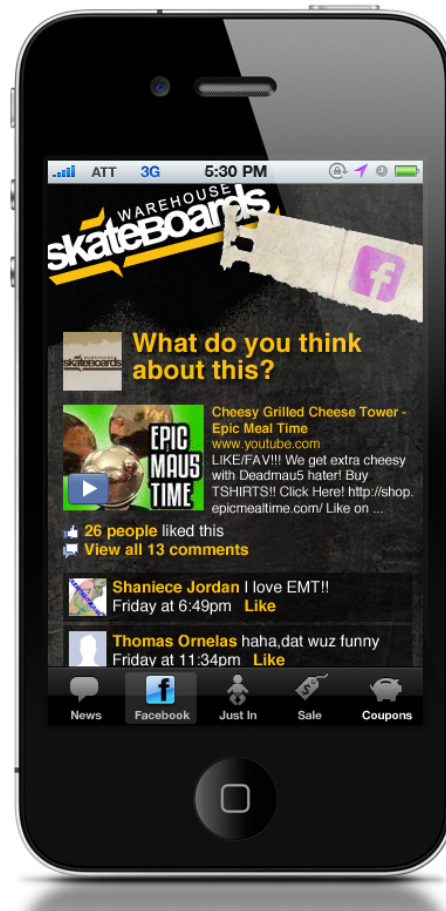 ATT 3G 5:30 PM
WAREHOUSE
skateBoards
f
skateboards
What do you think
about this?
Cheesy Grilled Cheese Tower -
Epic Meal Time
www.youtube.com
LIKE/FAV!!! We get extra cheesy
with Deadmau5 hater! Buy
TSHIRTS!! Click Here! http://shop.
epicmealtime.com/ Like on ...
EPIC
MAU5
TIME
26 people liked this
View all 13 comments
Shaniece Jordan I love EMT!!
Friday at 6:49pm Like
Thomas Ornelas haha,dat wuz funny
Friday at 11:34pm Like
News Facebook Just In Sale Coupons